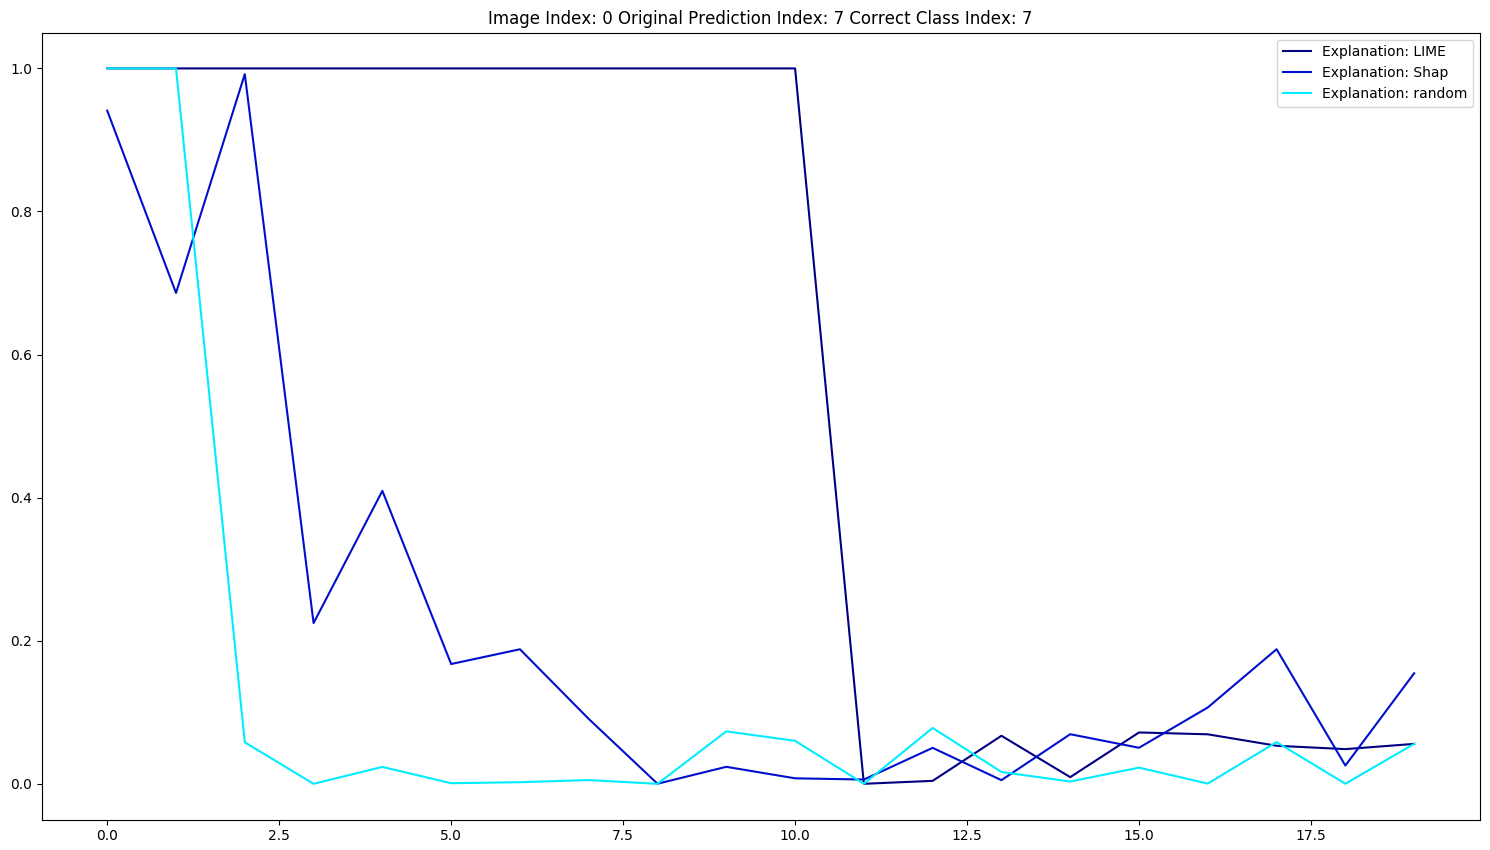 Image Index: 0 Original Prediction Index: 7 Correct Class Index: 7
Explanation: LIME
Explanation: Shap
Explanation: random
1.0
0.8
0.6
0.4
0.2
0.0
0.0 2.5 5.0 7.5 10.0 12.5 15.0 17.5